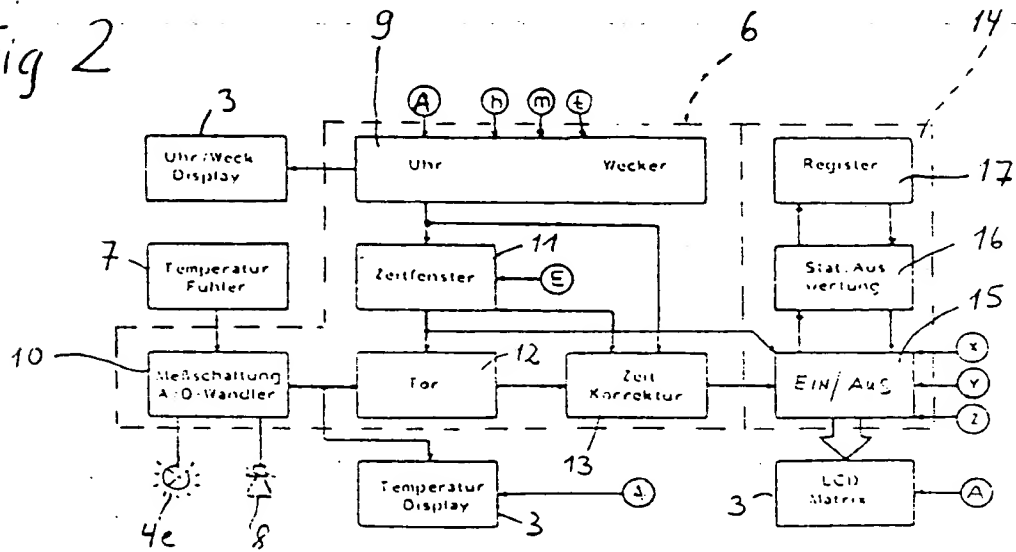 Fig 2
9
6
14
3
A h m t
Uhr/Weck
Display
Uhr Wecker
Register
17
7
Temperatur
Fühler
11
Zeitfenster
E
16
Stat. Aus
wertung
15
10
Meßschaltung
A/D-Wandler
12
Tor
Zeit
Korrektur
13
EIN/AUS
X
Y
Z
4e
8
Temperatur
Display
3
3
LCD
Matrix
A